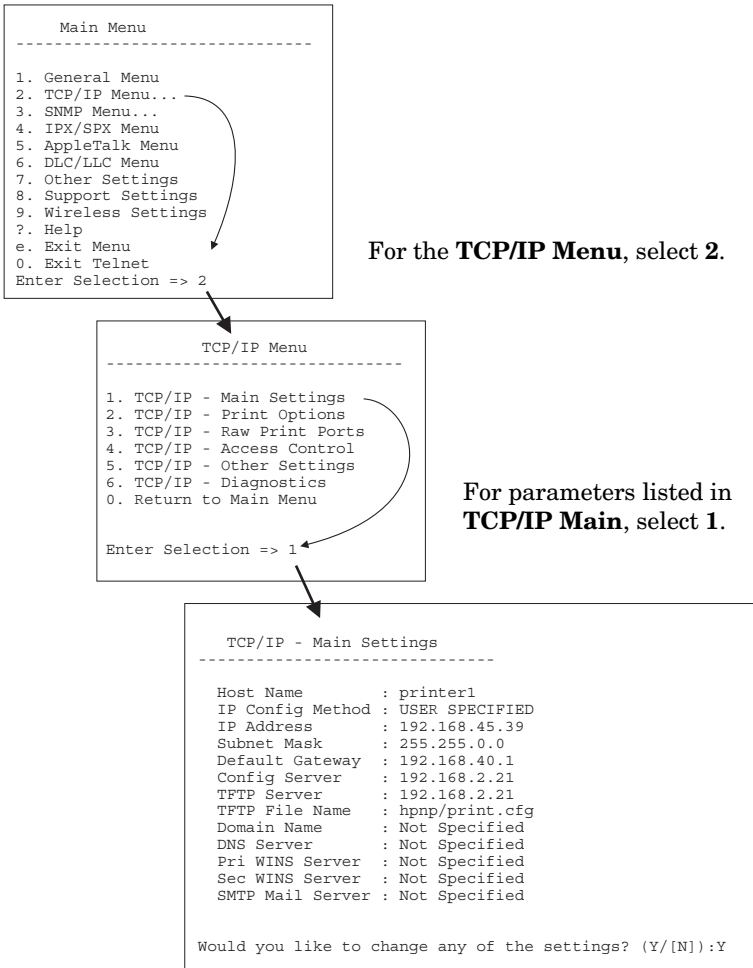 Main Menu
-------------------------------
1. General Menu
2. TCP/IP Menu...
3. SNMP Menu...
4. IPX/SPX Menu
5. AppleTalk Menu
6. DLC/LLC Menu
7. Other Settings
8. Support Settings
9. Wireless Settings
?. Help
e. Exit Menu
0. Exit Telnet
Enter Selection => 2
For the TCP/IP Menu, select 2.
TCP/IP Menu
-------------------------------
1. TCP/IP - Main Settings
2. TCP/IP - Print Options
3. TCP/IP - Raw Print Ports
4. TCP/IP - Access Control
5. TCP/IP - Other Settings
6. TCP/IP - Diagnostics
0. Return to Main Menu
Enter Selection => 1
For parameters listed in
TCP/IP Main, select 1.
TCP/IP - Main Settings
-------------------------------
Host Name : printer1
IP Config Method : USER SPECIFIED
IP Address : 192.168.45.39
Subnet Mask : 255.255.0.0
Default Gateway : 192.168.40.1
Config Server : 192.168.2.21
TFTP Server : 192.168.2.21
TFTP File Name : hpnp/print.cfg
Domain Name : Not Specified
DNS Server : Not Specified
Pri WINS Server : Not Specified
Sec WINS Server : Not Specified
SMTP Mail Server : Not Specified
Would you like to change any of the settings? (Y/[N]):Y